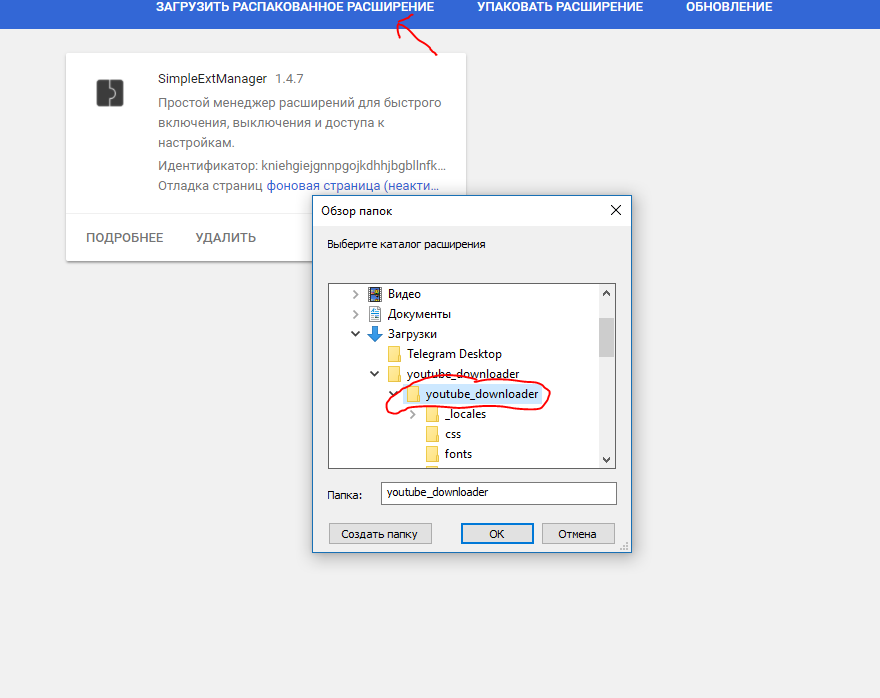 ЗАГРУЗИТЬ РАСПАКОВАННОЕ РАСШИРЕНИЕ УПАКОВАТЬ РАСШИРЕНИЕ ОБНОВЛЕНИЕ
SimpleExtManager 1.4.7
Простой менеджер расширений для быстрого
включения, выключения и доступа к
настройкам.
Идентификатор: kniehgiejgnnpgojkdhhjbgbllnfk...
Отладка страниц фоновая страница (неакти...
ПОДРОБНЕЕ УДАЛИТЬ
Обзор папок
Выберите каталог расширения
Видео
Документы
Загрузки
Telegram Desktop
youtube_downloader
youtube_downloader
_locales
css
fonts
Папка: youtube_downloader
Создать папку ОК Отмена